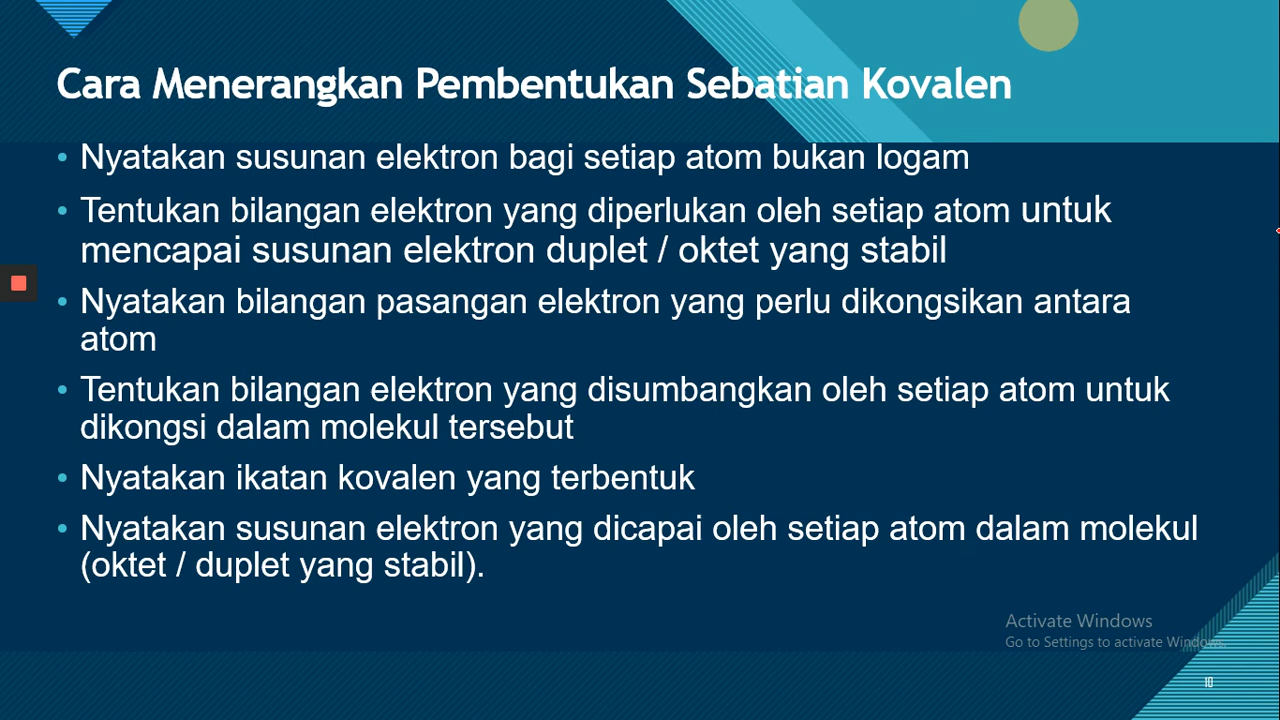 Cara Menerangkan Pembentukan Sebatian Kovalen
• Nyatakan susunan elektron bagi setiap atom bukan logam
• Tentukan bilangan elektron yang diperlukan oleh setiap atom untuk
mencapai susunan elektron duplet / oktet yang stabil
• Nyatakan bilangan pasangan elektron yang perlu dikongsikan antara
atom
• Tentukan bilangan elektron yang disumbangkan oleh setiap atom untuk
dikongsi dalam molekul tersebut
• Nyatakan ikatan kovalen yang terbentuk
• Nyatakan susunan elektron yang dicapai oleh setiap atom dalam molekul
(oktet / duplet yang stabil).
Activate Windows
Go to Settings to activate Windows.
10